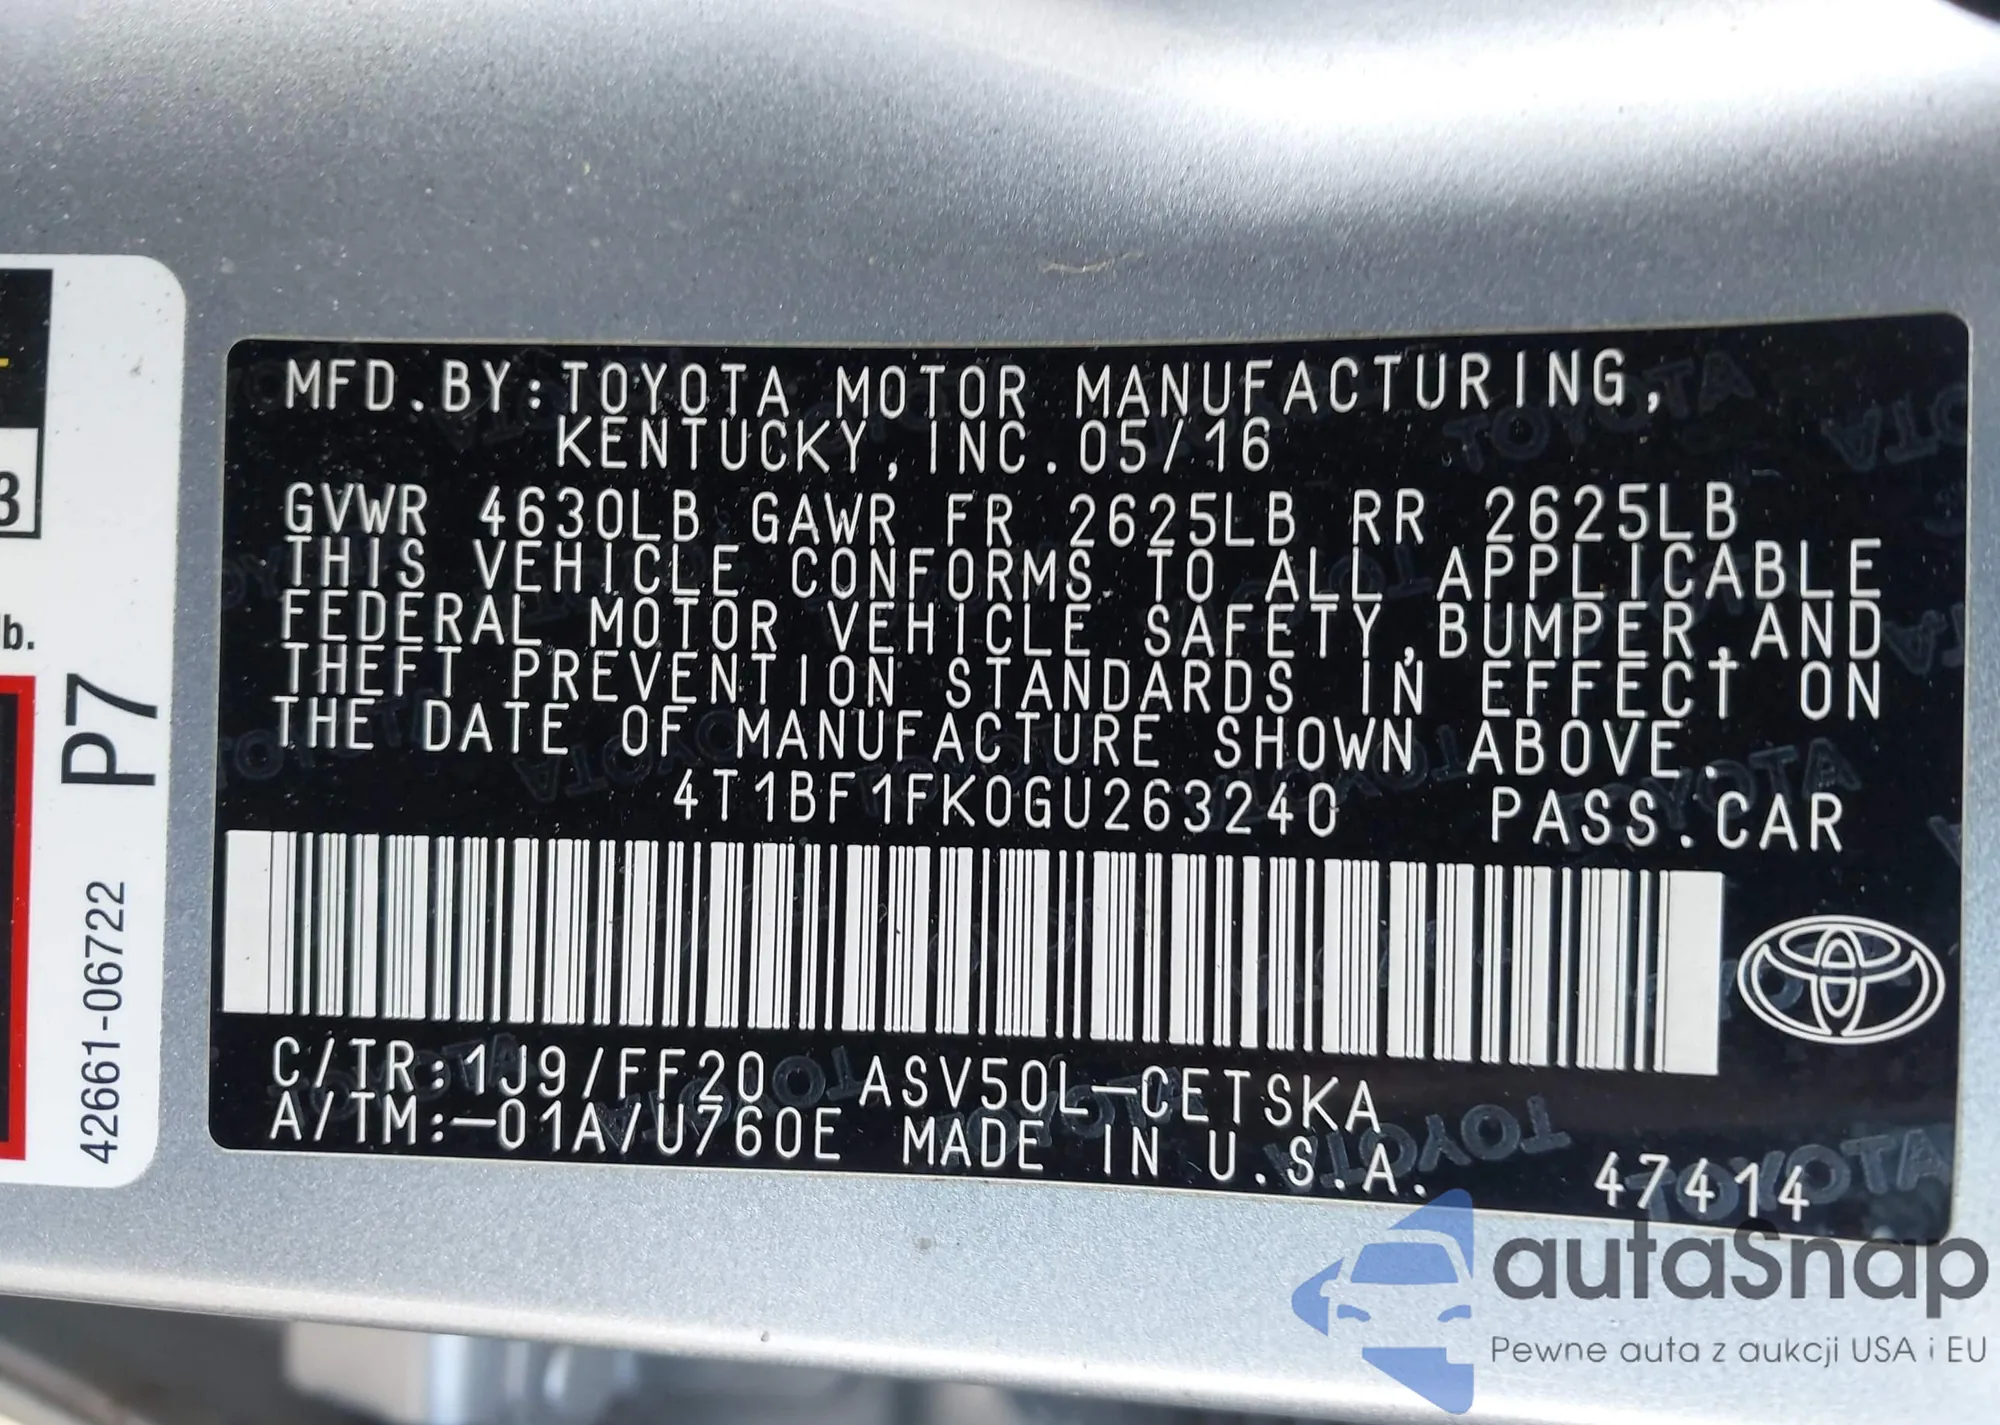 MFD.BY:TOYOTA MOTOR MANUFACTURING,
KENTUCKY,INC.05/16
GVWR 4630LB GAWR FR 2625LB RR 2625LB
THIS VEHICLE CONFORMS TO ALL APPLICABLE
FEDERAL MOTOR VEHICLE SAFETY,BUMPER,AND
THEFT PREVENTION STANDARDS IN EFFECT ON
THE DATE OF MANUFACTURE SHOWN ABOVE.
4T1BF1FK0GU263240 PASS.CAR
C/TR:1J9/FF20 ASV50L-CETSKA
A/TM:-01A/U760E MADE IN U.S.A.
47414
3
lb.
P7
42661-06722
autaSnap
Pewne auta z aukcji USA i EU